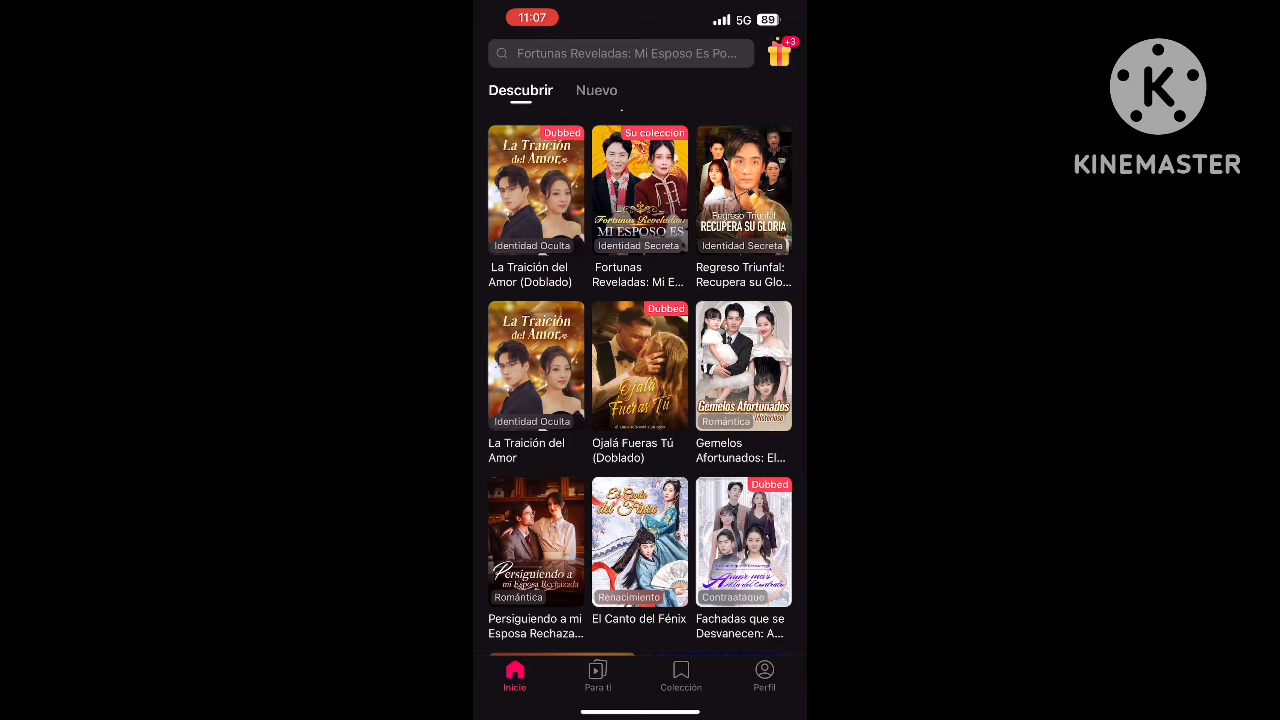 11:07
5G
89
Fortunas Reveladas: Mi Esposo Es Po...
+3
KINEMASTER
Descubrir
Nuevo
Dubbed
La Traición
del Amor
Identidad Oculta
Su colección
Fortunas Reveladas:
MI ESPOSO ES
Identidad Secreta
Regreso Triunfal
RECUPERA SU GLORIA
Identidad Secreta
La Traición del
Amor (Doblado)
Fortunas
Reveladas: Mi E...
Regreso Triunfal:
Recupera su Glo...
La Traición
del Amor
Identidad Oculta
Dubbed
Ojalá
Fueras Tú
Gemelos Afortunados
Romántica
La Traición del
Amor
Ojalá Fueras Tú
(Doblado)
Gemelos
Afortunados: El...
Persiguiendo a
mi Esposa Rechazada
Romántica
El Canto
del Fénix
Renacimiento
Dubbed
Contraataque
Persiguiendo a mi
Esposa Rechaza...
El Canto del Fénix
Fachadas que se
Desvanecen: A...
Inicio
Para ti
Colección
Perfil